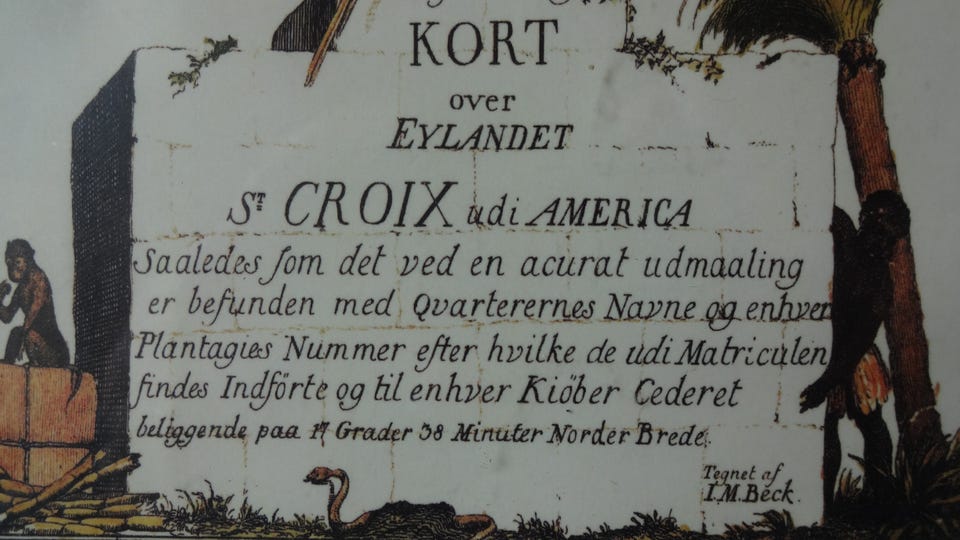 KORT
over
EYLANDET
St CROIX udi AMERICA
Saaledes som det ved en acurat udmaaling
er befunden med Qvarterernes Navne og enhver
Plantagies Nummer efter hvilke de udi Matriculen
findes Indförte og til enhver Kiöber Cederet
beliggende paa 17 Grader 38 Minuter Norder Brede.
Tegnet af
I.M.Beck.